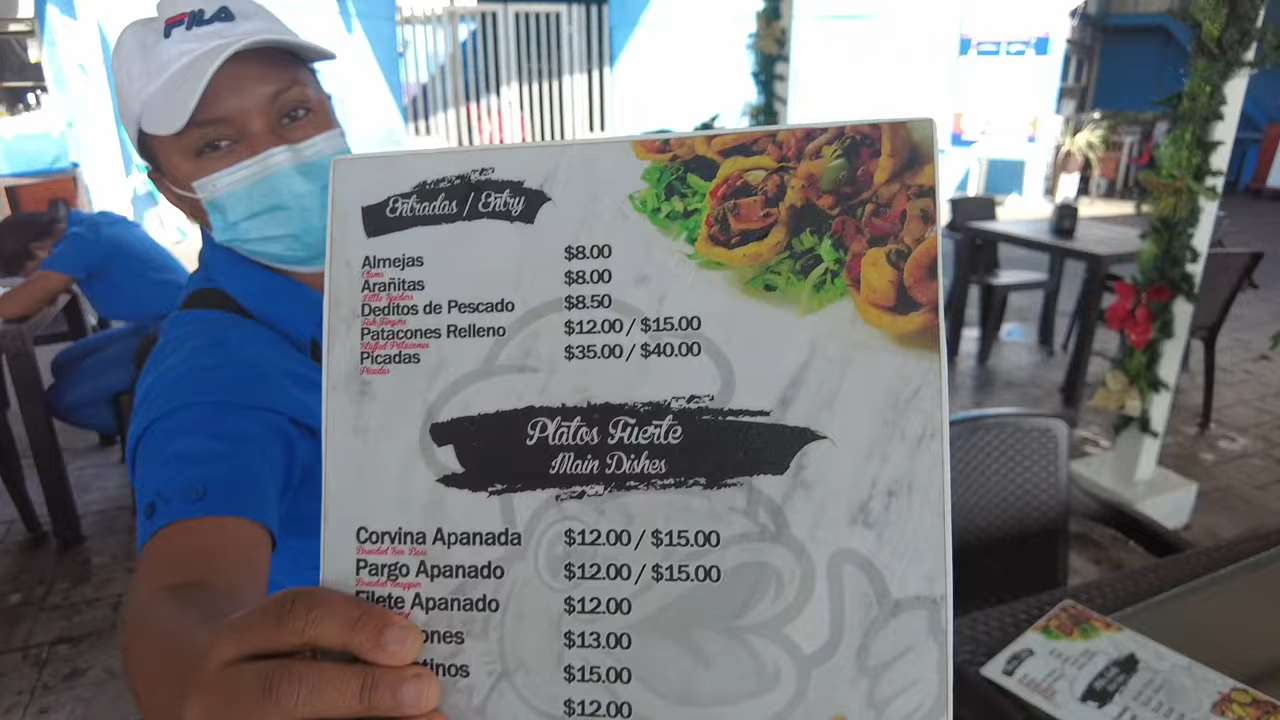 FILA
Entradas / Entry
Almejas $8.00
Clams
Arañitas $8.00
Little Spiders
Deditos de Pescado $8.50
Fish Fingers
Patacones Relleno $12.00 / $15.00
Stuffed Patacones
Picadas $35.00 / $40.00
Picadas
Platos Fuerte
Main Dishes
Corvina Apanada $12.00 / $15.00
Breaded Sea Bass
Pargo Apanado $12.00 / $15.00
Breaded Snapper
Filete Apanado $12.00
ones $13.00
tinos $15.00
$12.00